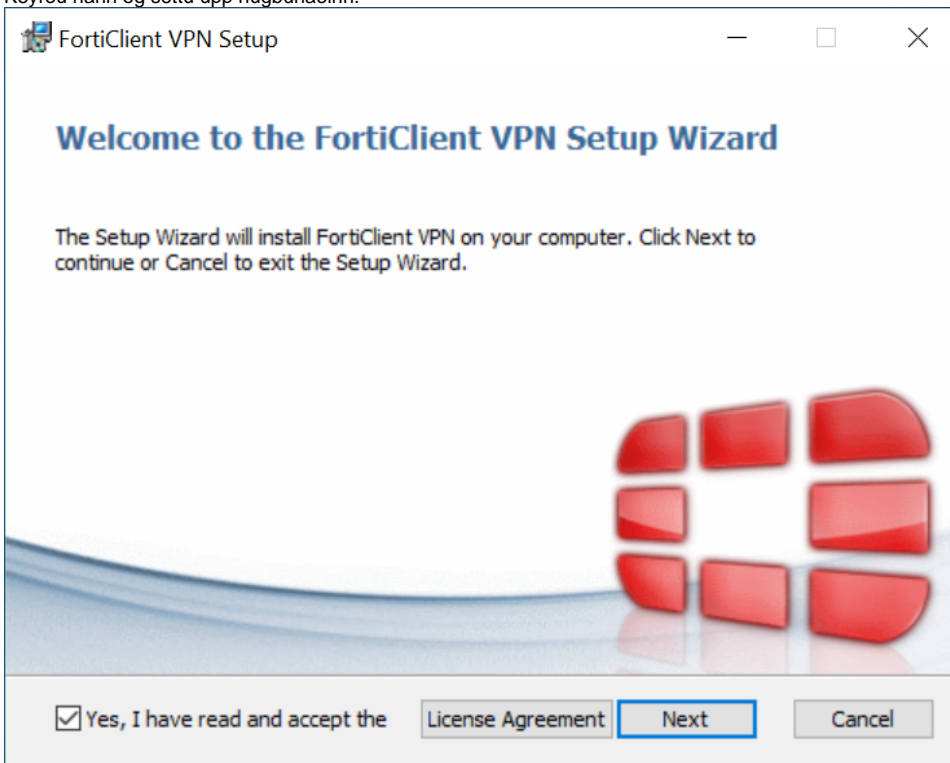 FortiClient VPN Setup
Welcome to the FortiClient VPN Setup Wizard
The Setup Wizard will install FortiClient VPN on your computer. Click Next to
continue or Cancel to exit the Setup Wizard.
Yes, I have read and accept the
License Agreement
Next
Cancel